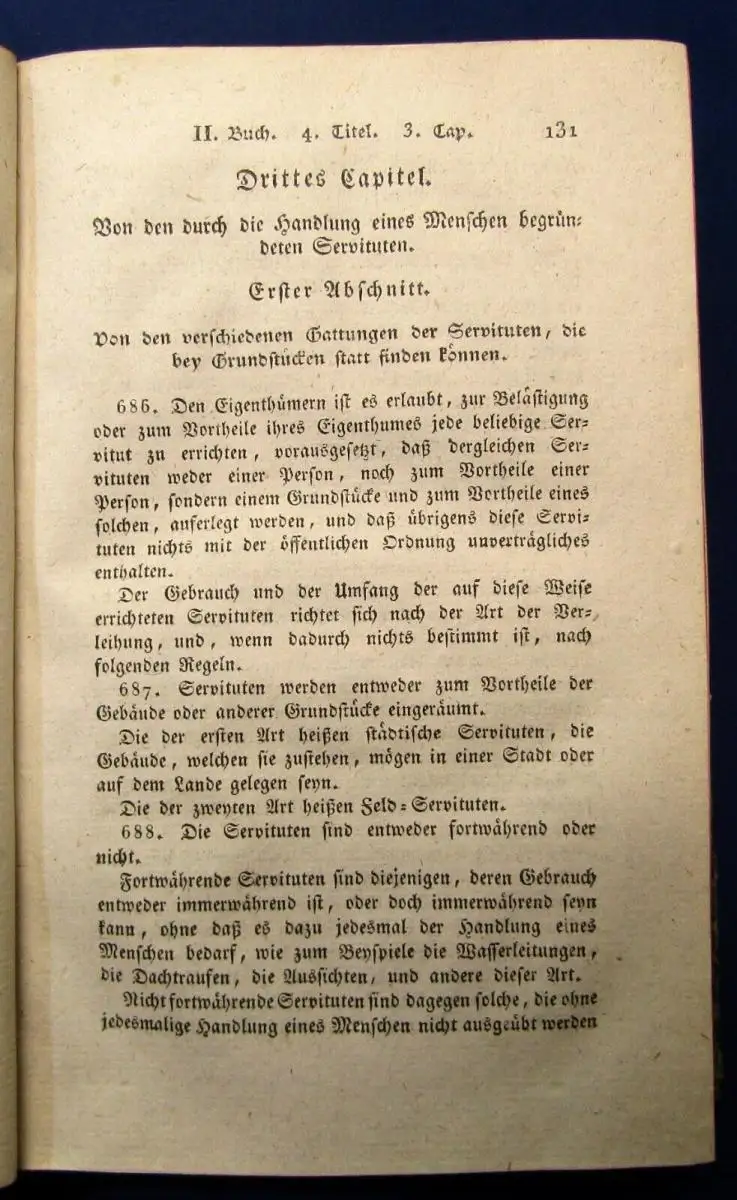 II. Buch. 4. Titel. 3. Cap. 131
Drittes Capitel.
Von den durch die Handlung eines Menschen begrün-
deten Servituten.
Erster Abschnitt.
Von den verschiedenen Gattungen der Servituten, die
bey Grundstücken statt finden können.
686. Den Eigenthümern ist es erlaubt, zur Belästigung
oder zum Vortheile ihres Eigenthumes jede beliebige Ser-
vitut zu errichten, vorausgesetzt, daß dergleichen Ser-
vituten weder einer Person, noch zum Vortheile einer
Person, sondern einem Grundstücke und zum Vortheile eines
solchen, auferlegt werden, und daß übrigens diese Servi-
tuten nichts mit der öffentlichen Ordnung unverträgliches
enthalten.
Der Gebrauch und der Umfang der auf diese Weise
errichteten Servituten richtet sich nach der Art der Ver-
leihung, und, wenn dadurch nichts bestimmt ist, nach
folgenden Regeln.
687. Servituten werden entweder zum Vortheile der
Gebäude oder anderer Grundstücke eingeräumt.
Die der ersten Art heißen städtische Servituten, die
Gebäude, welchen sie zustehen, mögen in einer Stadt oder
auf dem Lande gelegen seyn.
Die der zweyten Art heißen Feld-Servituten.
688. Die Servituten sind entweder fortwährend oder
nicht.
Fortwährende Servituten sind diejenigen, deren Gebrauch
entweder immerwährend ist, oder doch immerwährend seyn
kann, ohne daß es dazu jedesmal der Handlung eines
Menschen bedarf, wie zum Beyspiele die Wasserleitungen,
die Dachtraufen, die Aussichten, und andere dieser Art.
Nicht fortwährende Servituten sind dagegen solche, die ohne
jedesmalige Handlung eines Menschen nicht ausgeübt werden